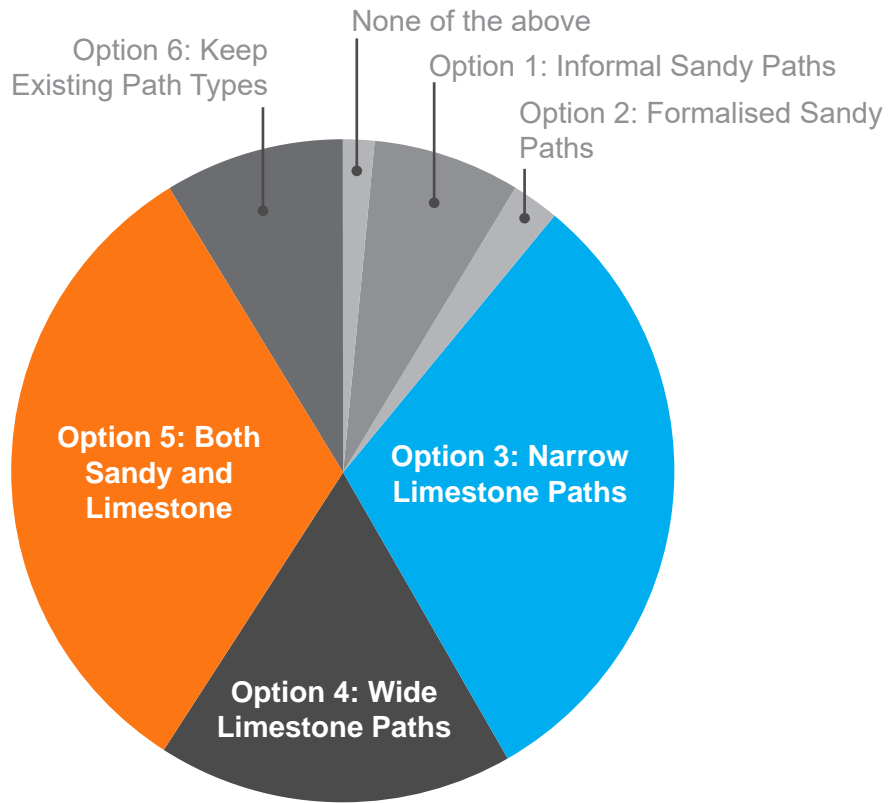 None of the above
Option 6: Keep
Existing Path Types
Option 1: Informal Sandy Paths
Option 2: Formalised Sandy
Paths
Option 5: Both
Sandy and
Limestone
Option 3: Narrow
Limestone Paths
Option 4: Wide
Limestone Paths